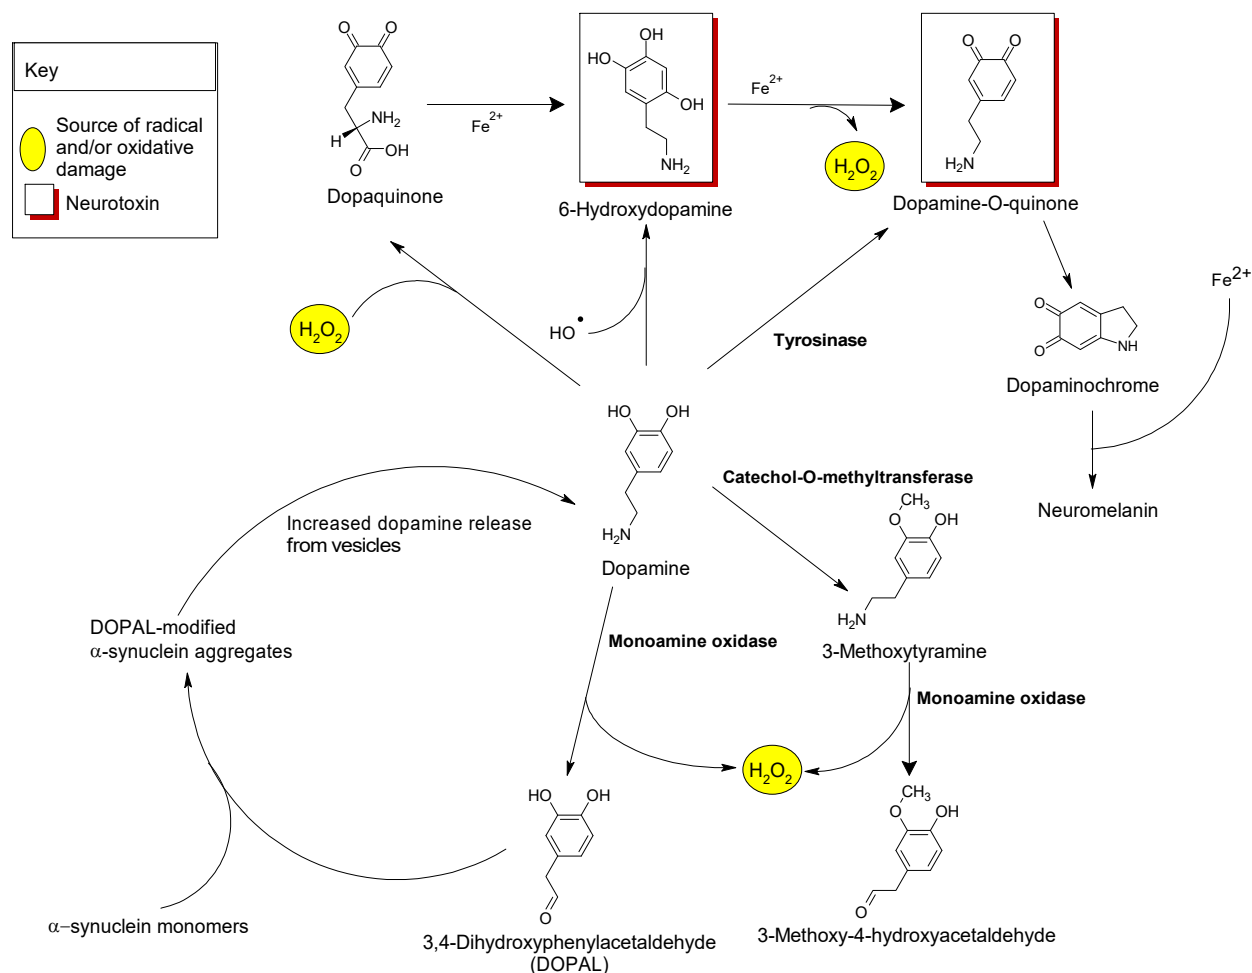 Key
Source of radical
and/or oxidative
damage
Neurotoxin
O O
NH2
H
OH
O
Dopaquinone
Fe2+
OH
HO
OH
NH2
6-Hydroxydopamine
Fe2+
H2O2
O O
H2N
Dopamine-O-quinone
H2O2
HO•
Tyrosinase
Fe2+
O
O
NH
Dopaminochrome
Neuromelanin
HO OH
H2N
Dopamine
Catechol-O-methyltransferase
CH3
O OH
H2N
3-Methoxytyramine
Increased dopamine release
from vesicles
DOPAL-modified
α-synuclein aggregates
Monoamine oxidase
Monoamine oxidase
H2O2
HO OH
O
3,4-Dihydroxyphenylacetaldehyde
(DOPAL)
CH3
O OH
O
3-Methoxy-4-hydroxyacetaldehyde
α−synuclein monomers